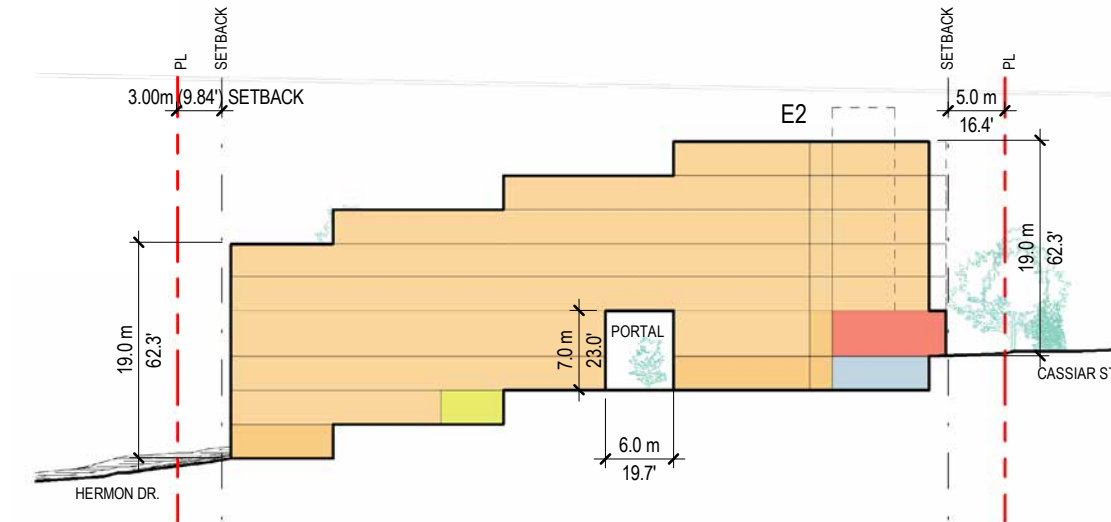 PL
SETBACK
SETBACK
PL
3.00m (9.84') SETBACK
E2
5.0 m
16.4'
19.0 m
62.3'
19.0 m
62.3'
7.0 m
23.0'
PORTAL
CASSIAR ST
6.0 m
19.7'
HERMON DR.